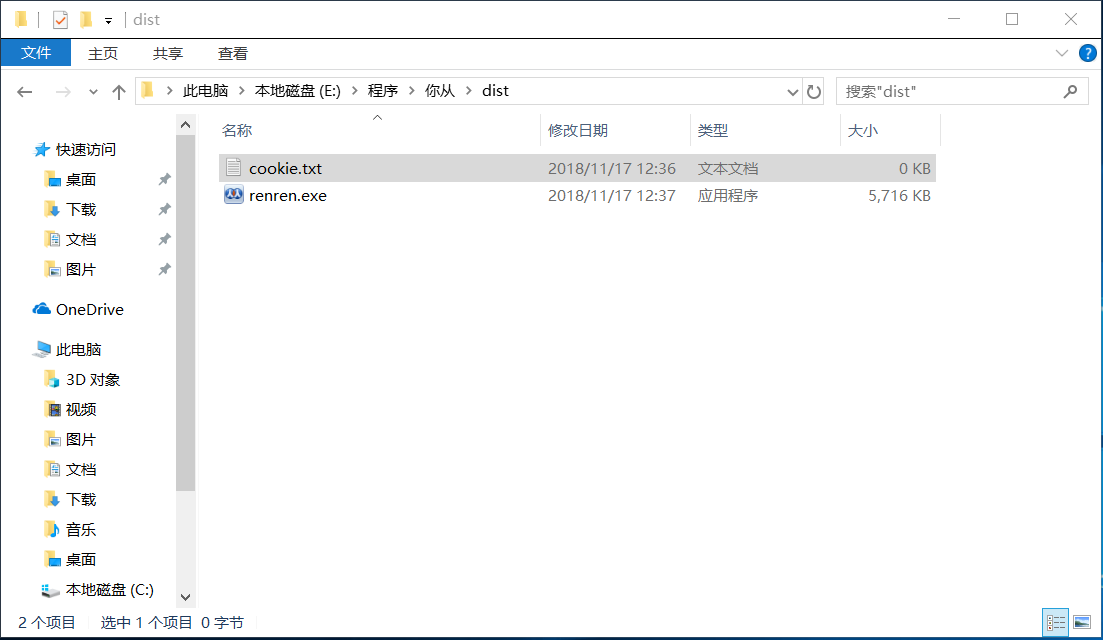 dist
文件 主页 共享 查看
此电脑 本地磁盘 (E:) 程序 你从 dist 搜索"dist"
名称 修改日期 类型 大小
cookie.txt 2018/11/17 12:36 文本文档 0 KB
renren.exe 2018/11/17 12:37 应用程序 5,716 KB
快速访问
桌面
下载
文档
图片
OneDrive
此电脑
3D 对象
视频
图片
文档
下载
音乐
桌面
本地磁盘 (C:)
2 个项目 选中 1 个项目 0 字节